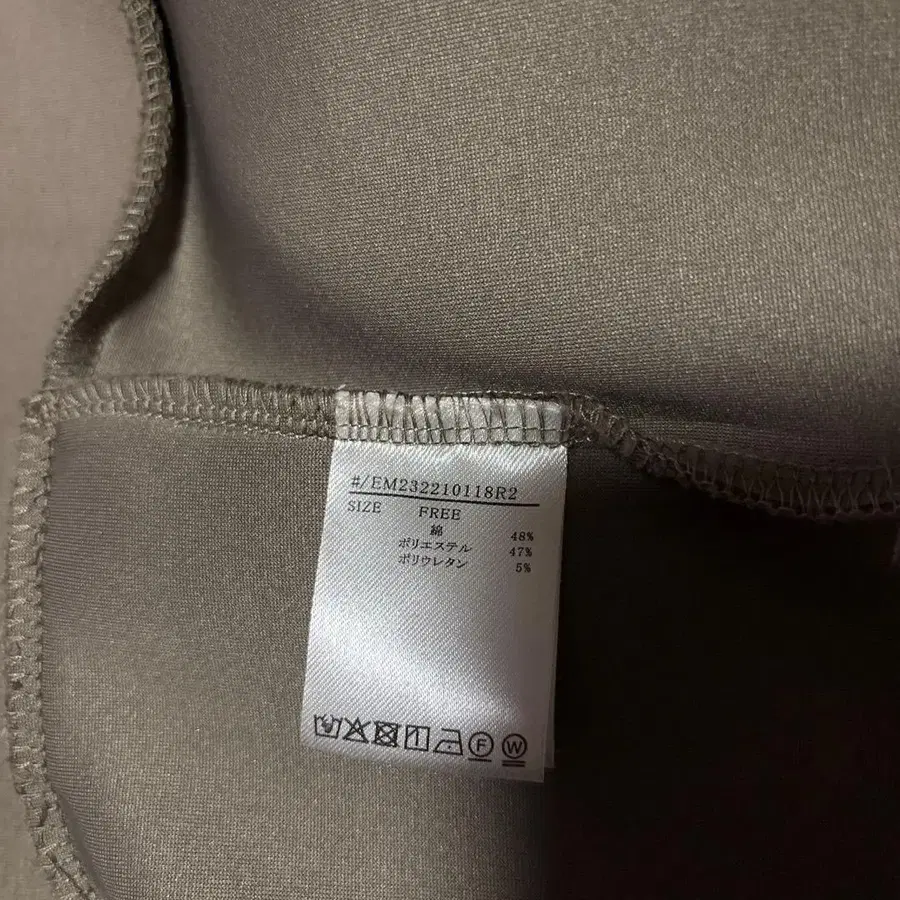 #/EM232210118R2
SIZE FREE
綿 48%
ポリエステル 47%
ポリウレタン 5%
F W